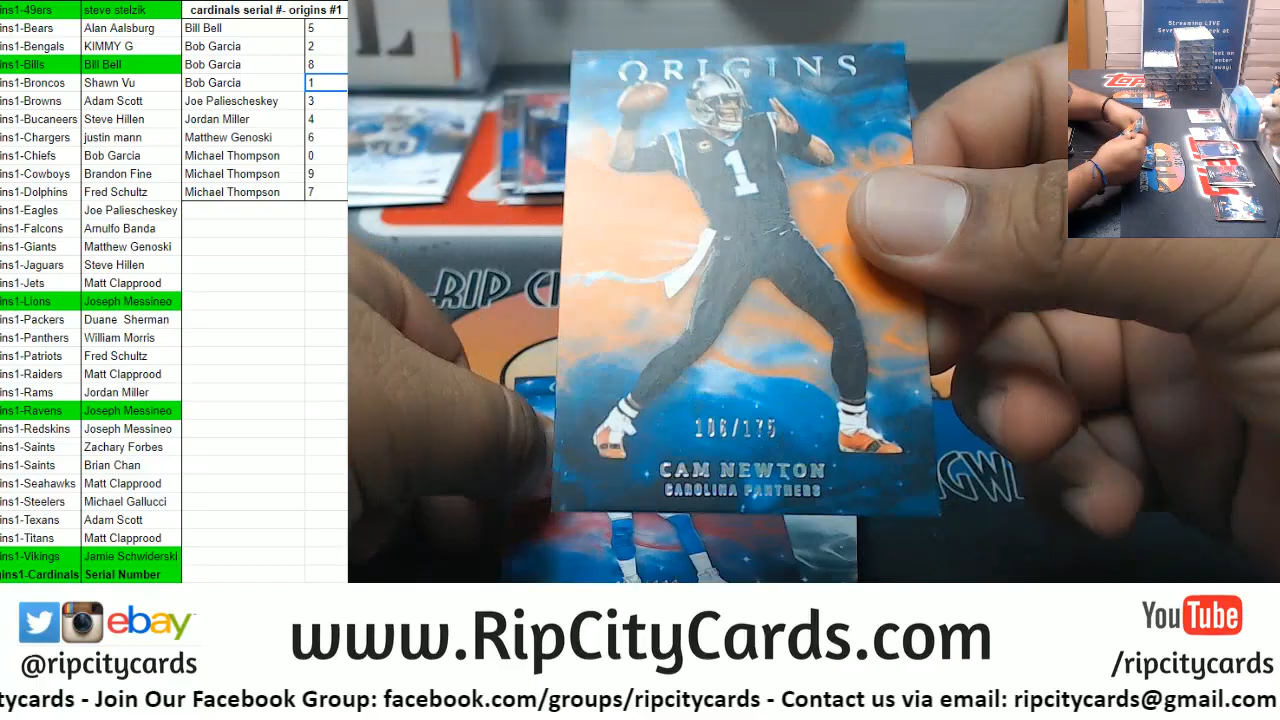 ins1-49ers steve stelzik cardinals serial #- origins #1
ins1-Bears Alan Aalsburg Bill Bell 5
ins1-Bengals KIMMY G Bob Garcia 2
ins1-Bills Bill Bell Bob Garcia 8
ins1-Broncos Shawn Vu Bob Garcia 1
ins1-Browns Adam Scott Joe Paliescheskey 3
ins1-Bucaneers Steve Hillen Jordan Miller 4
ins1-Chargers justin mann Matthew Genoski 6
ins1-Chiefs Bob Garcia Michael Thompson 0
ins1-Cowboys Brandon Fine Michael Thompson 9
ins1-Dolphins Fred Schultz Michael Thompson 7
ins1-Eagles Joe Paliescheskey
ins1-Falcons Arnulfo Banda
ins1-Giants Matthew Genoski
ins1-Jaguars Steve Hillen
ins1-Jets Matt Clapprood
ins1-Lions Joseph Messineo
ins1-Packers Duane Sherman
ins1-Panthers William Morris
ins1-Patriots Fred Schultz
ins1-Raiders Matt Clapprood
ins1-Rams Jordan Miller
ins1-Ravens Joseph Messineo
ins1-Redskins Joseph Messineo
ins1-Saints Zachary Forbes
ins1-Saints Brian Chan
ins1-Seahawks Matt Clapprood
ins1-Steelers Michael Gallucci
ins1-Texans Adam Scott
ins1-Titans Matt Clapprood
ins1-Vikings Jamie Schwiderski
gins1-Cardinals Serial Number
ORIGINS
1
106/175
CAM NEWTON
CAROLINA PANTHERS
RIP CI
Streaming LIVE
Topps
ebay
@ripcitycards
www.RipCityCards.com
YouTube
/ripcitycards
tycards - Join Our Facebook Group: facebook.com/groups/ripcitycards - Contact us via email: ripcitycards@gmail.com